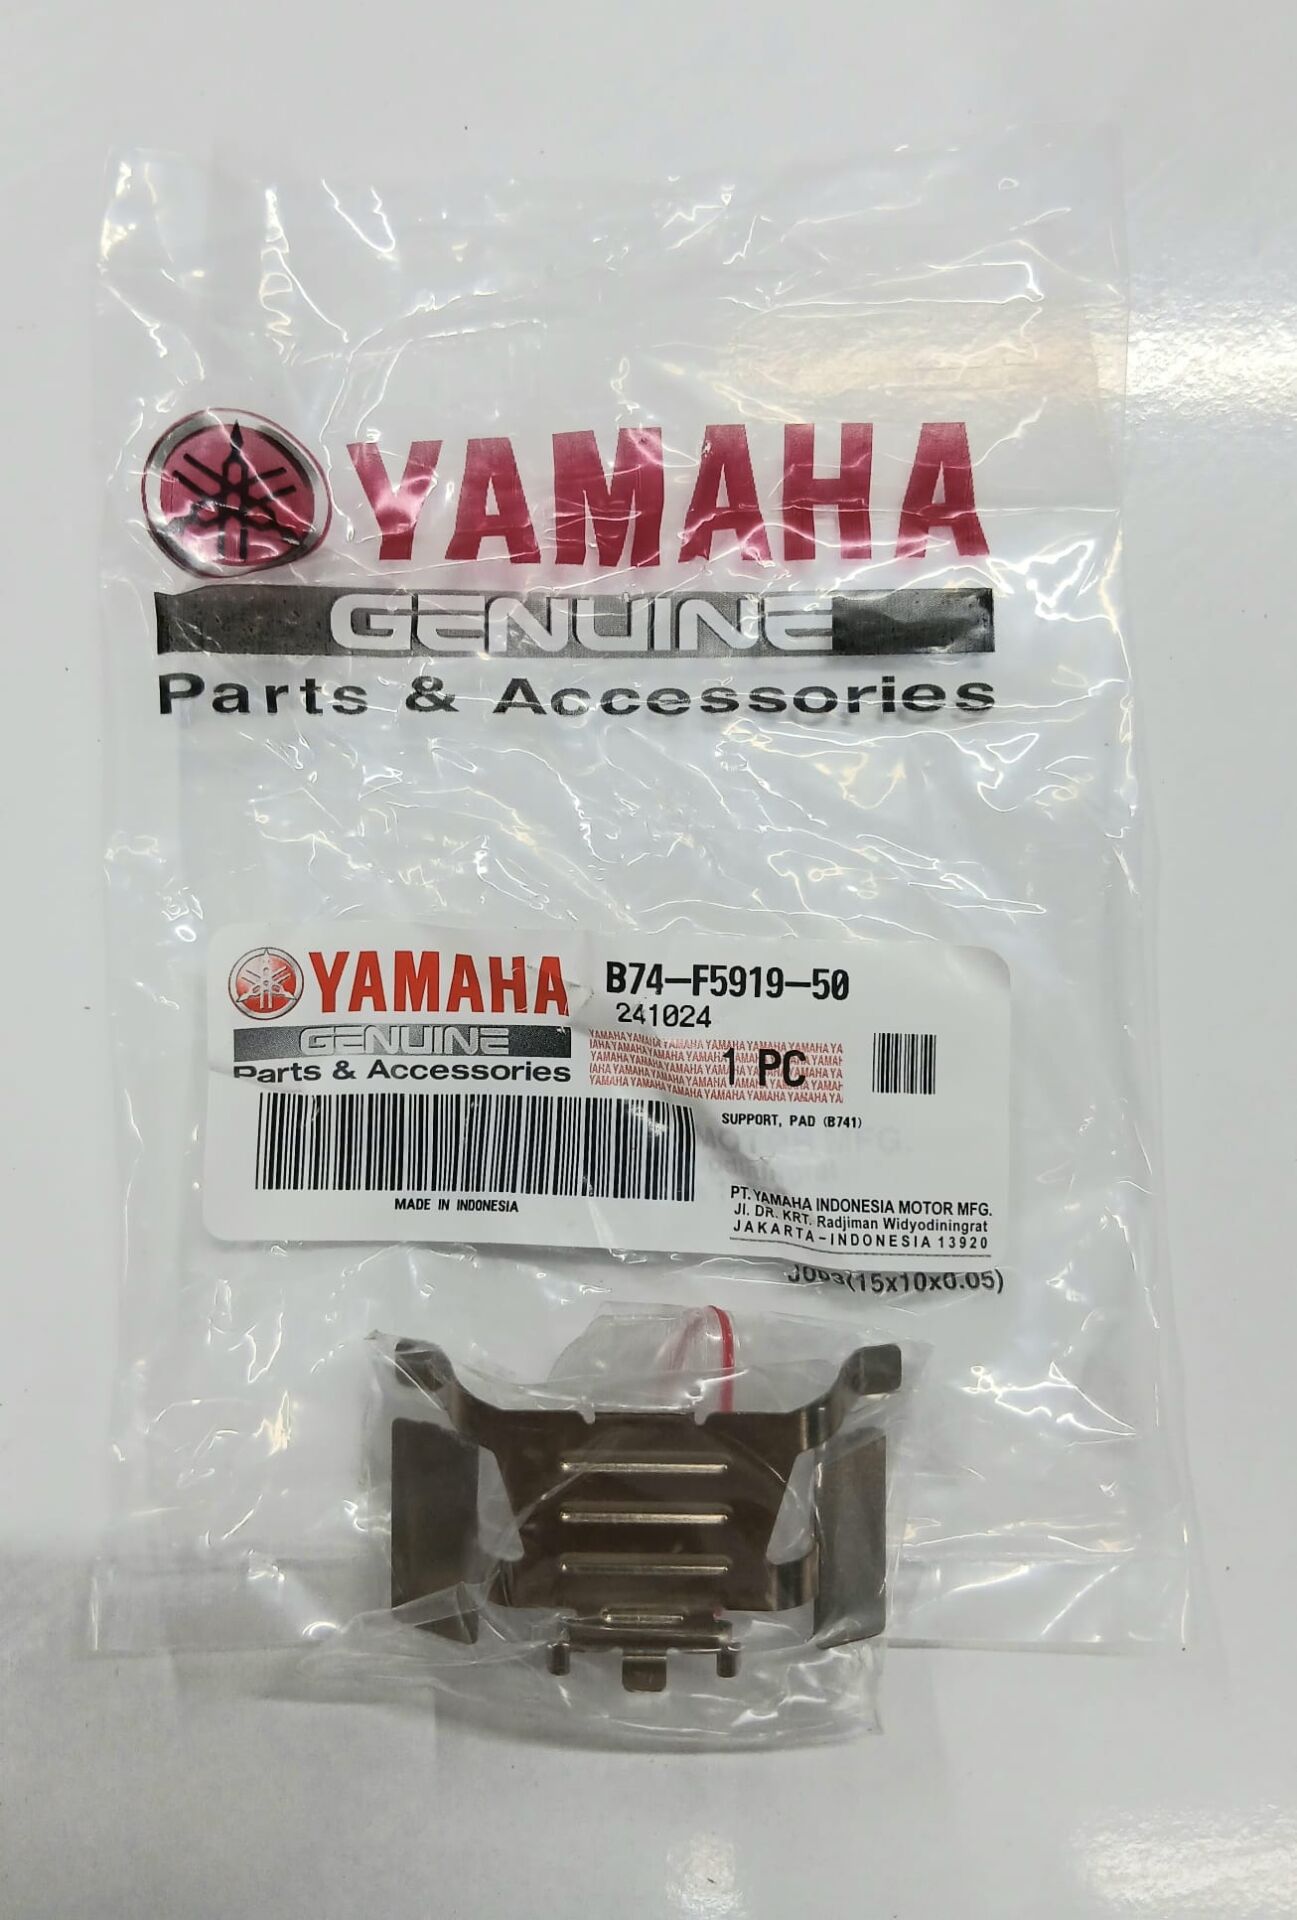 YAMAHA
GENUINE
Parts & Accessories
YAMAHA
GENUINE
Parts & Accessories
B74-F5919-50
241024
1 PC
SUPPORT, PAD (B741)
MADE IN INDONESIA
PT. YAMAHA INDONESIA MOTOR MFG.
Jl. DR. KRT. Radjiman Widyodiningrat
JAKARTA-INDONESIA 13920
(15x10x0.05)